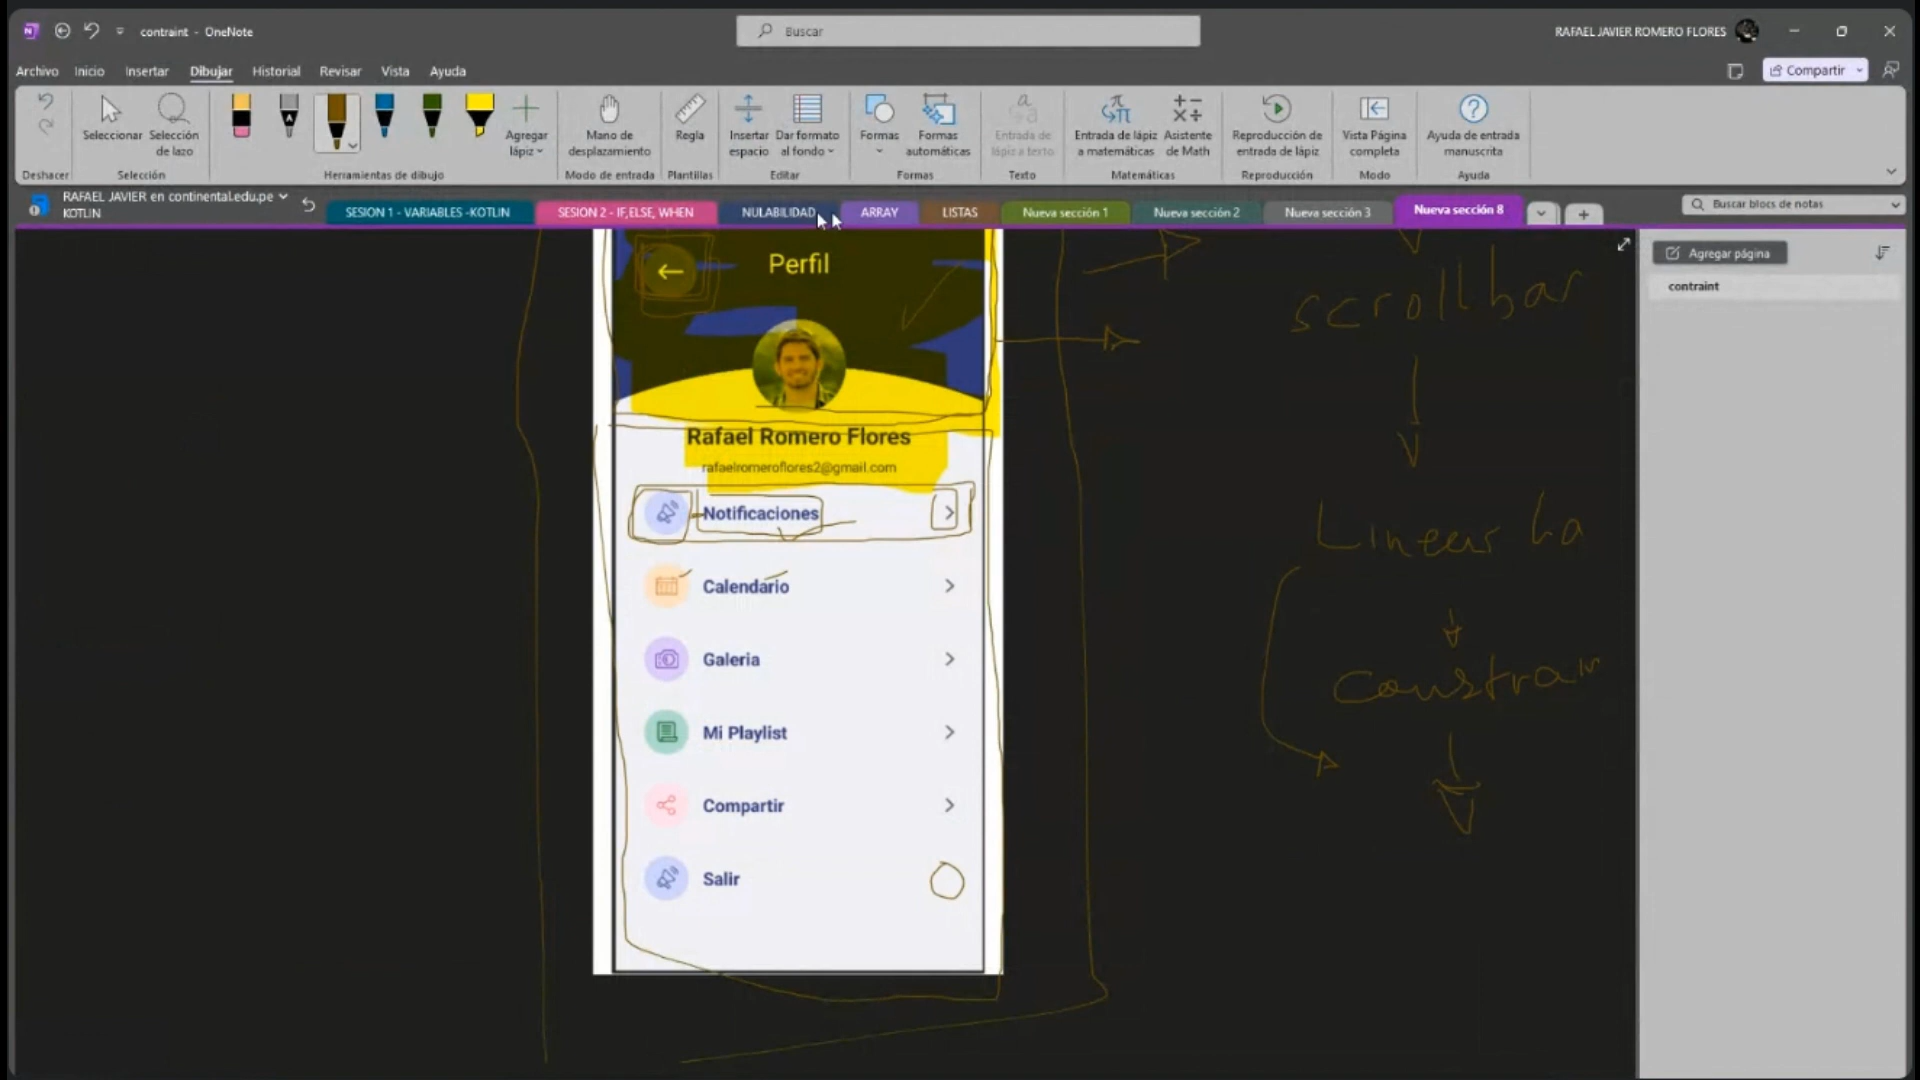 contraint - OneNote
Buscar
RAFAEL JAVIER ROMERO FLORES
Archivo Inicio Insertar Dibujar Historial Revisar Vista Ayuda
Compartir
Seleccionar
Selección de lazo
Agregar lápiz
Mano de desplazamiento
Regla
Insertar espacio
Dar formato al fondo
Formas
Formas automáticas
Entrada de lápiz a texto
Entrada de lápiz a matemáticas
Asistente de Math
Reproducción de entrada de lápiz
Vista Página completa
Ayuda de entrada manuscrita
Deshacer Selección Herramientas de dibujo Modo de entrada Plantillas Editar Formas Texto Matemáticas Reproducción Modo Ayuda
RAFAEL JAVIER en continental.edu.pe
KOTLIN
SESION 1 - VARIABLES -KOTLIN SESION 2 - IF,ELSE, WHEN NULABILIDAD ARRAY LISTAS Nueva sección 1 Nueva sección 2 Nueva sección 3 Nueva sección 8
Buscar blocs de notas
Agregar página
contraint
Perfil
Rafael Romero Flores
rafaelromeroflores2@gmail.com
Notificaciones
Calendario
Galeria
Mi Playlist
Compartir
Salir
scrollbar
Linear